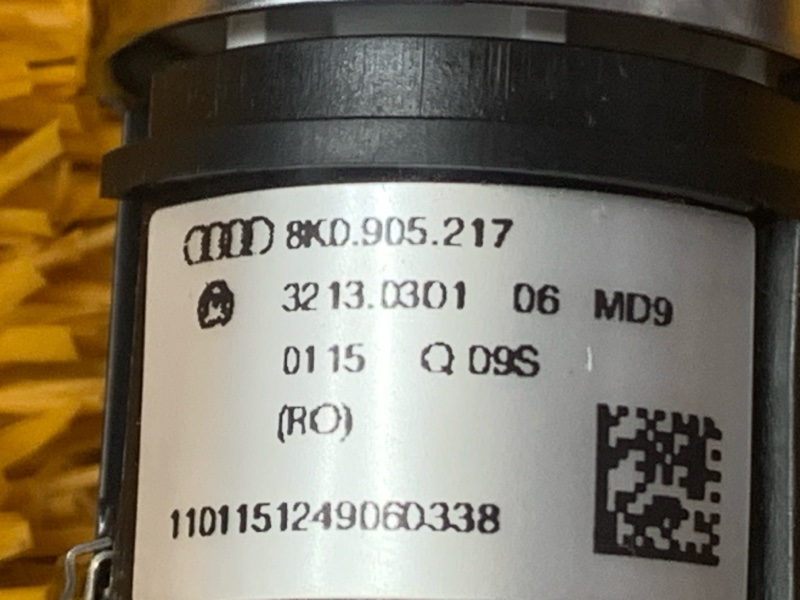 8K0.905.217
3213.0301 06 MD9
0115 Q 09S
(RO)
1101151249060338